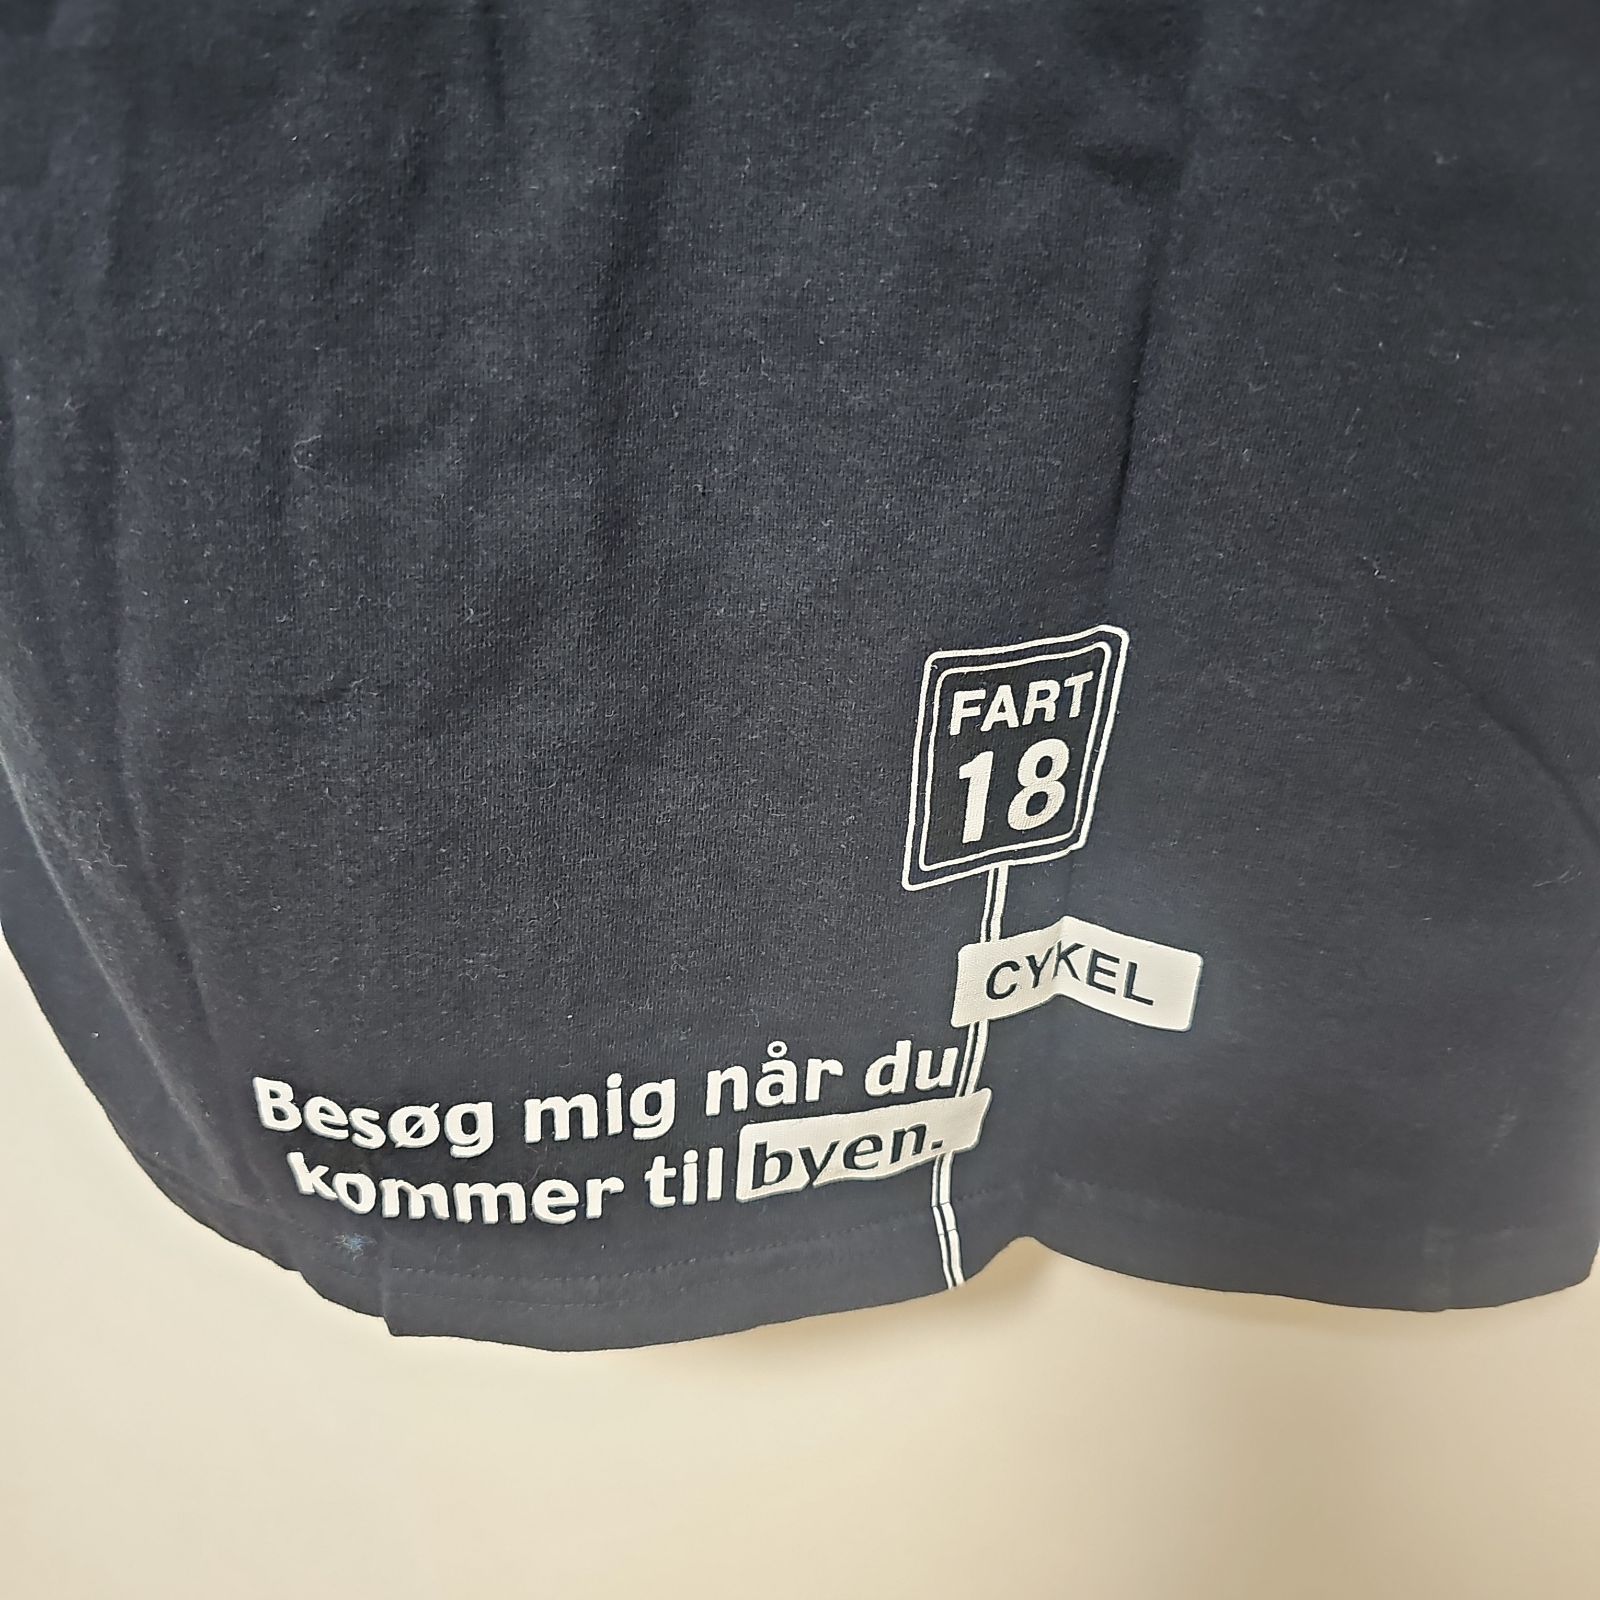 FART
18
CYKEL
Besøg mig når du
kommer til byen.